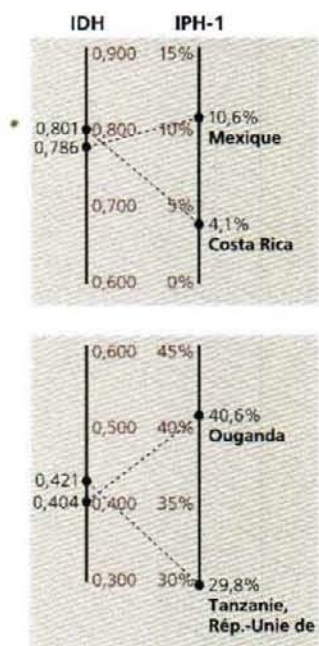 IDH IPH-1
0,900 15%
0,801 0,800 10% 10,6%
0,786 Mexique
0,700 5% 4,1%
Costa Rica
0,600 0%
0,600 45%
0,500 40% 40,6%
Ouganda
0,421
0,404 0,400 35%
0,300 30% 29,8%
Tanzanie,
Rép.-Unie de